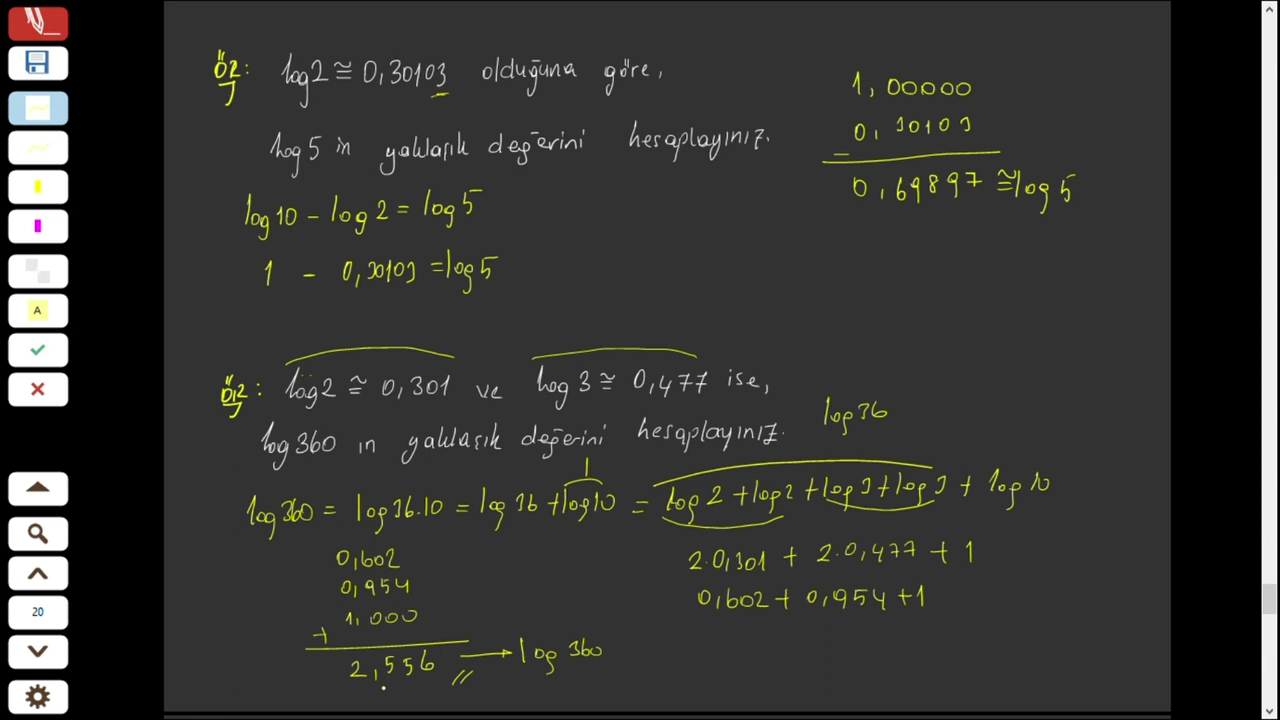 Öz: log2 ≅ 0,30103 olduğuna göre,
log5 in yaklaşık değerini hesaplayınız.
log10 - log2 = log5
1 - 0,30103 = log5
1,00000
0,30103
-
0,69897 ≅ log5
Öz: log2 ≅ 0,301 ve log3 ≅ 0,477 ise,
log360 ın yaklaşık değerini hesaplayınız.
log36
1
log360 = log36.10 = log36 + log10 = log2 + log2 + log3 + log3 + log10
2.0,301 + 2.0,477 + 1
0,602 + 0,954 + 1
0,602
0,954
1,000
+
2,556 // → log360
A
20